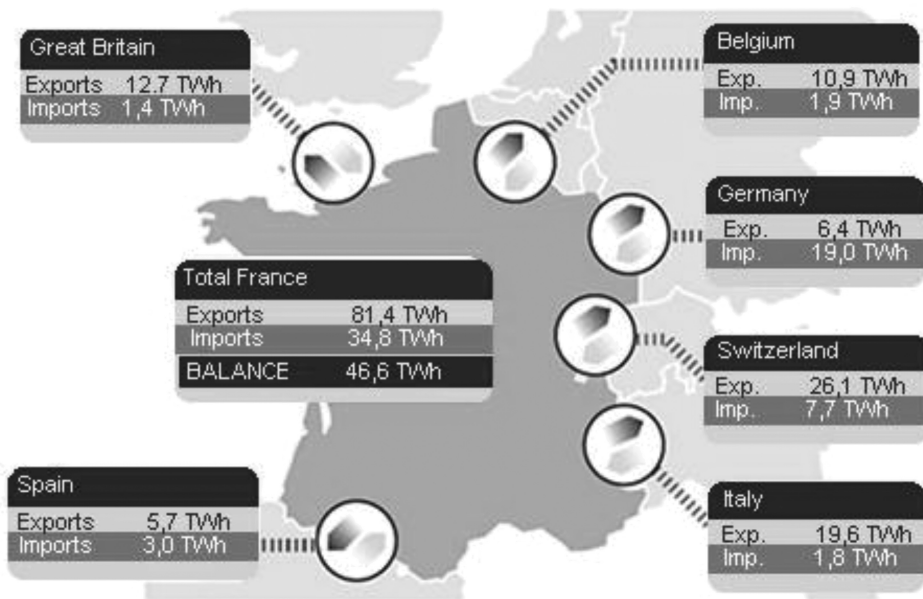 Great Britain
Exports 12.7 TWh
Imports 1,4 TWh
Belgium
Exp. 10,9 TWh
Imp. 1,9 TWh
Germany
Exp. 6,4 TWh
Imp. 19,0 TWh
Total France
Exports 81,4 TWh
Imports 34,8 TWh
BALANCE 46,6 TWh
Switzerland
Exp. 26,1 TWh
Imp. 7,7 TWh
Spain
Exports 5,7 TWh
Imports 3,0 TWh
Italy
Exp. 19,6 TWh
Imp. 1,8 TWh